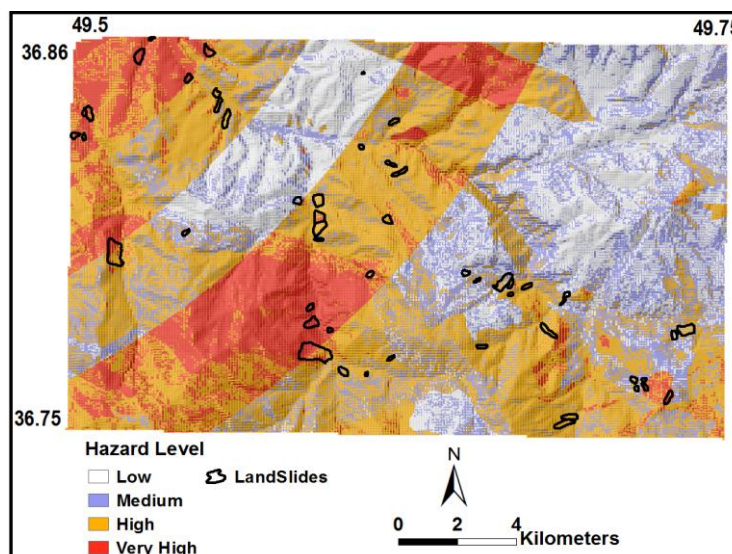 49.5
49.75
36.86
36.75
Hazard Level
Low
LandSlides
Medium
High
Very High
N
0 2 4
Kilometers